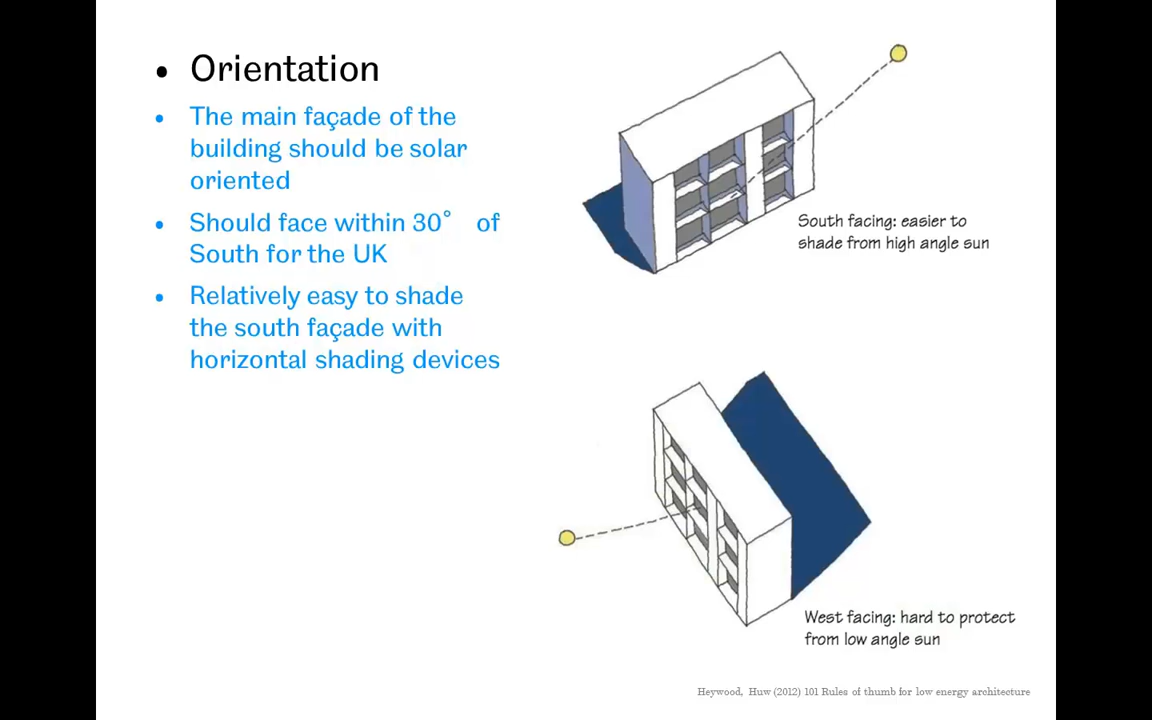 • Orientation
• The main façade of the
building should be solar
oriented
• Should face within 30° of
South for the UK
• Relatively easy to shade
the south façade with
horizontal shading devices
South facing: easier to
shade from high angle sun
West facing: hard to protect
from low angle sun
Heywood, Huw (2012) 101 Rules of thumb for low energy architecture